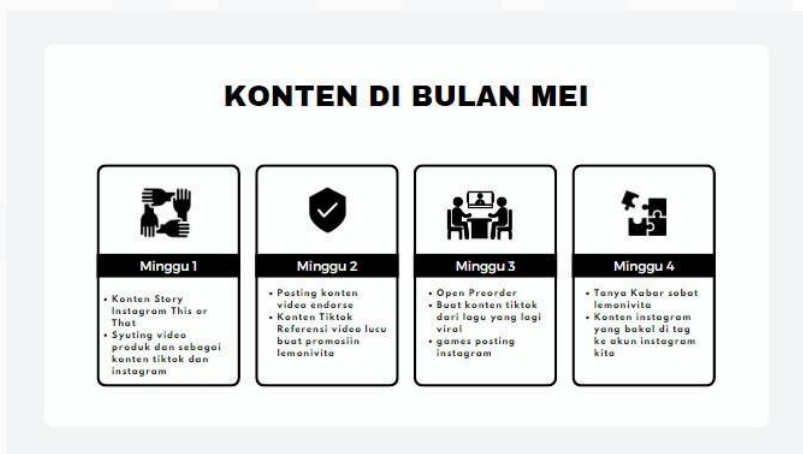 KONTEN DI BULAN MEI
Minggu 1
• Konten Story
Instagram This or
That
• Syuting video
produk dan sebagai
konten tiktok dan
instagram
Minggu 2
• Posting konten
video endorse
• Konten Tiktok
Referensi video lucu
buat promosiin
lemonivita
Minggu 3
• Open Preorder
• Buat konten tiktok
dari lagu yang lagi
viral
• games posting
instagram
Minggu 4
• Tanya Kabar sobat
lemonivita
• Konten instagram
yang bakal di tag
ke akun instagram
kita